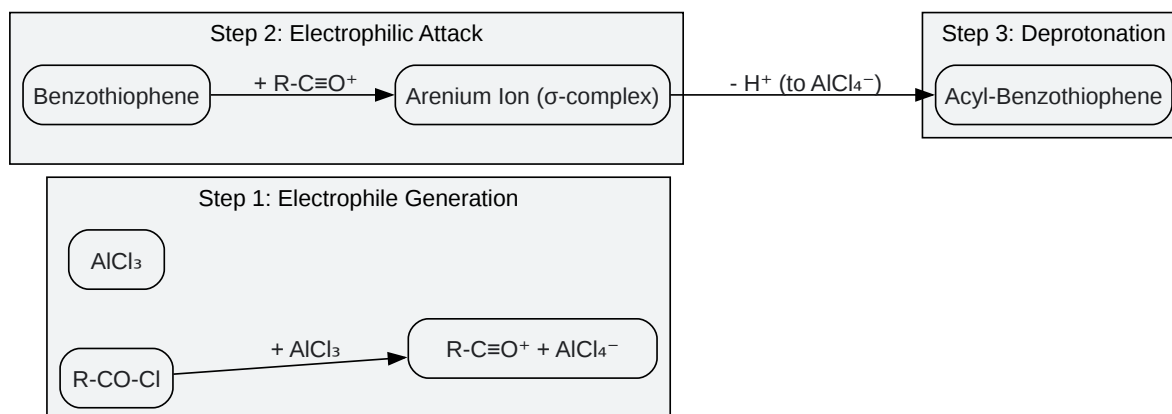 Step 2: Electrophilic Attack
Benzothiophene
+ R-C≡O⁺
Arenium Ion (σ-complex)
- H⁺ (to AlCl₄⁻)
Step 3: Deprotonation
Acyl-Benzothiophene
Step 1: Electrophile Generation
AlCl₃
R-CO-Cl
+ AlCl₃
R-C≡O⁺ + AlCl₄⁻